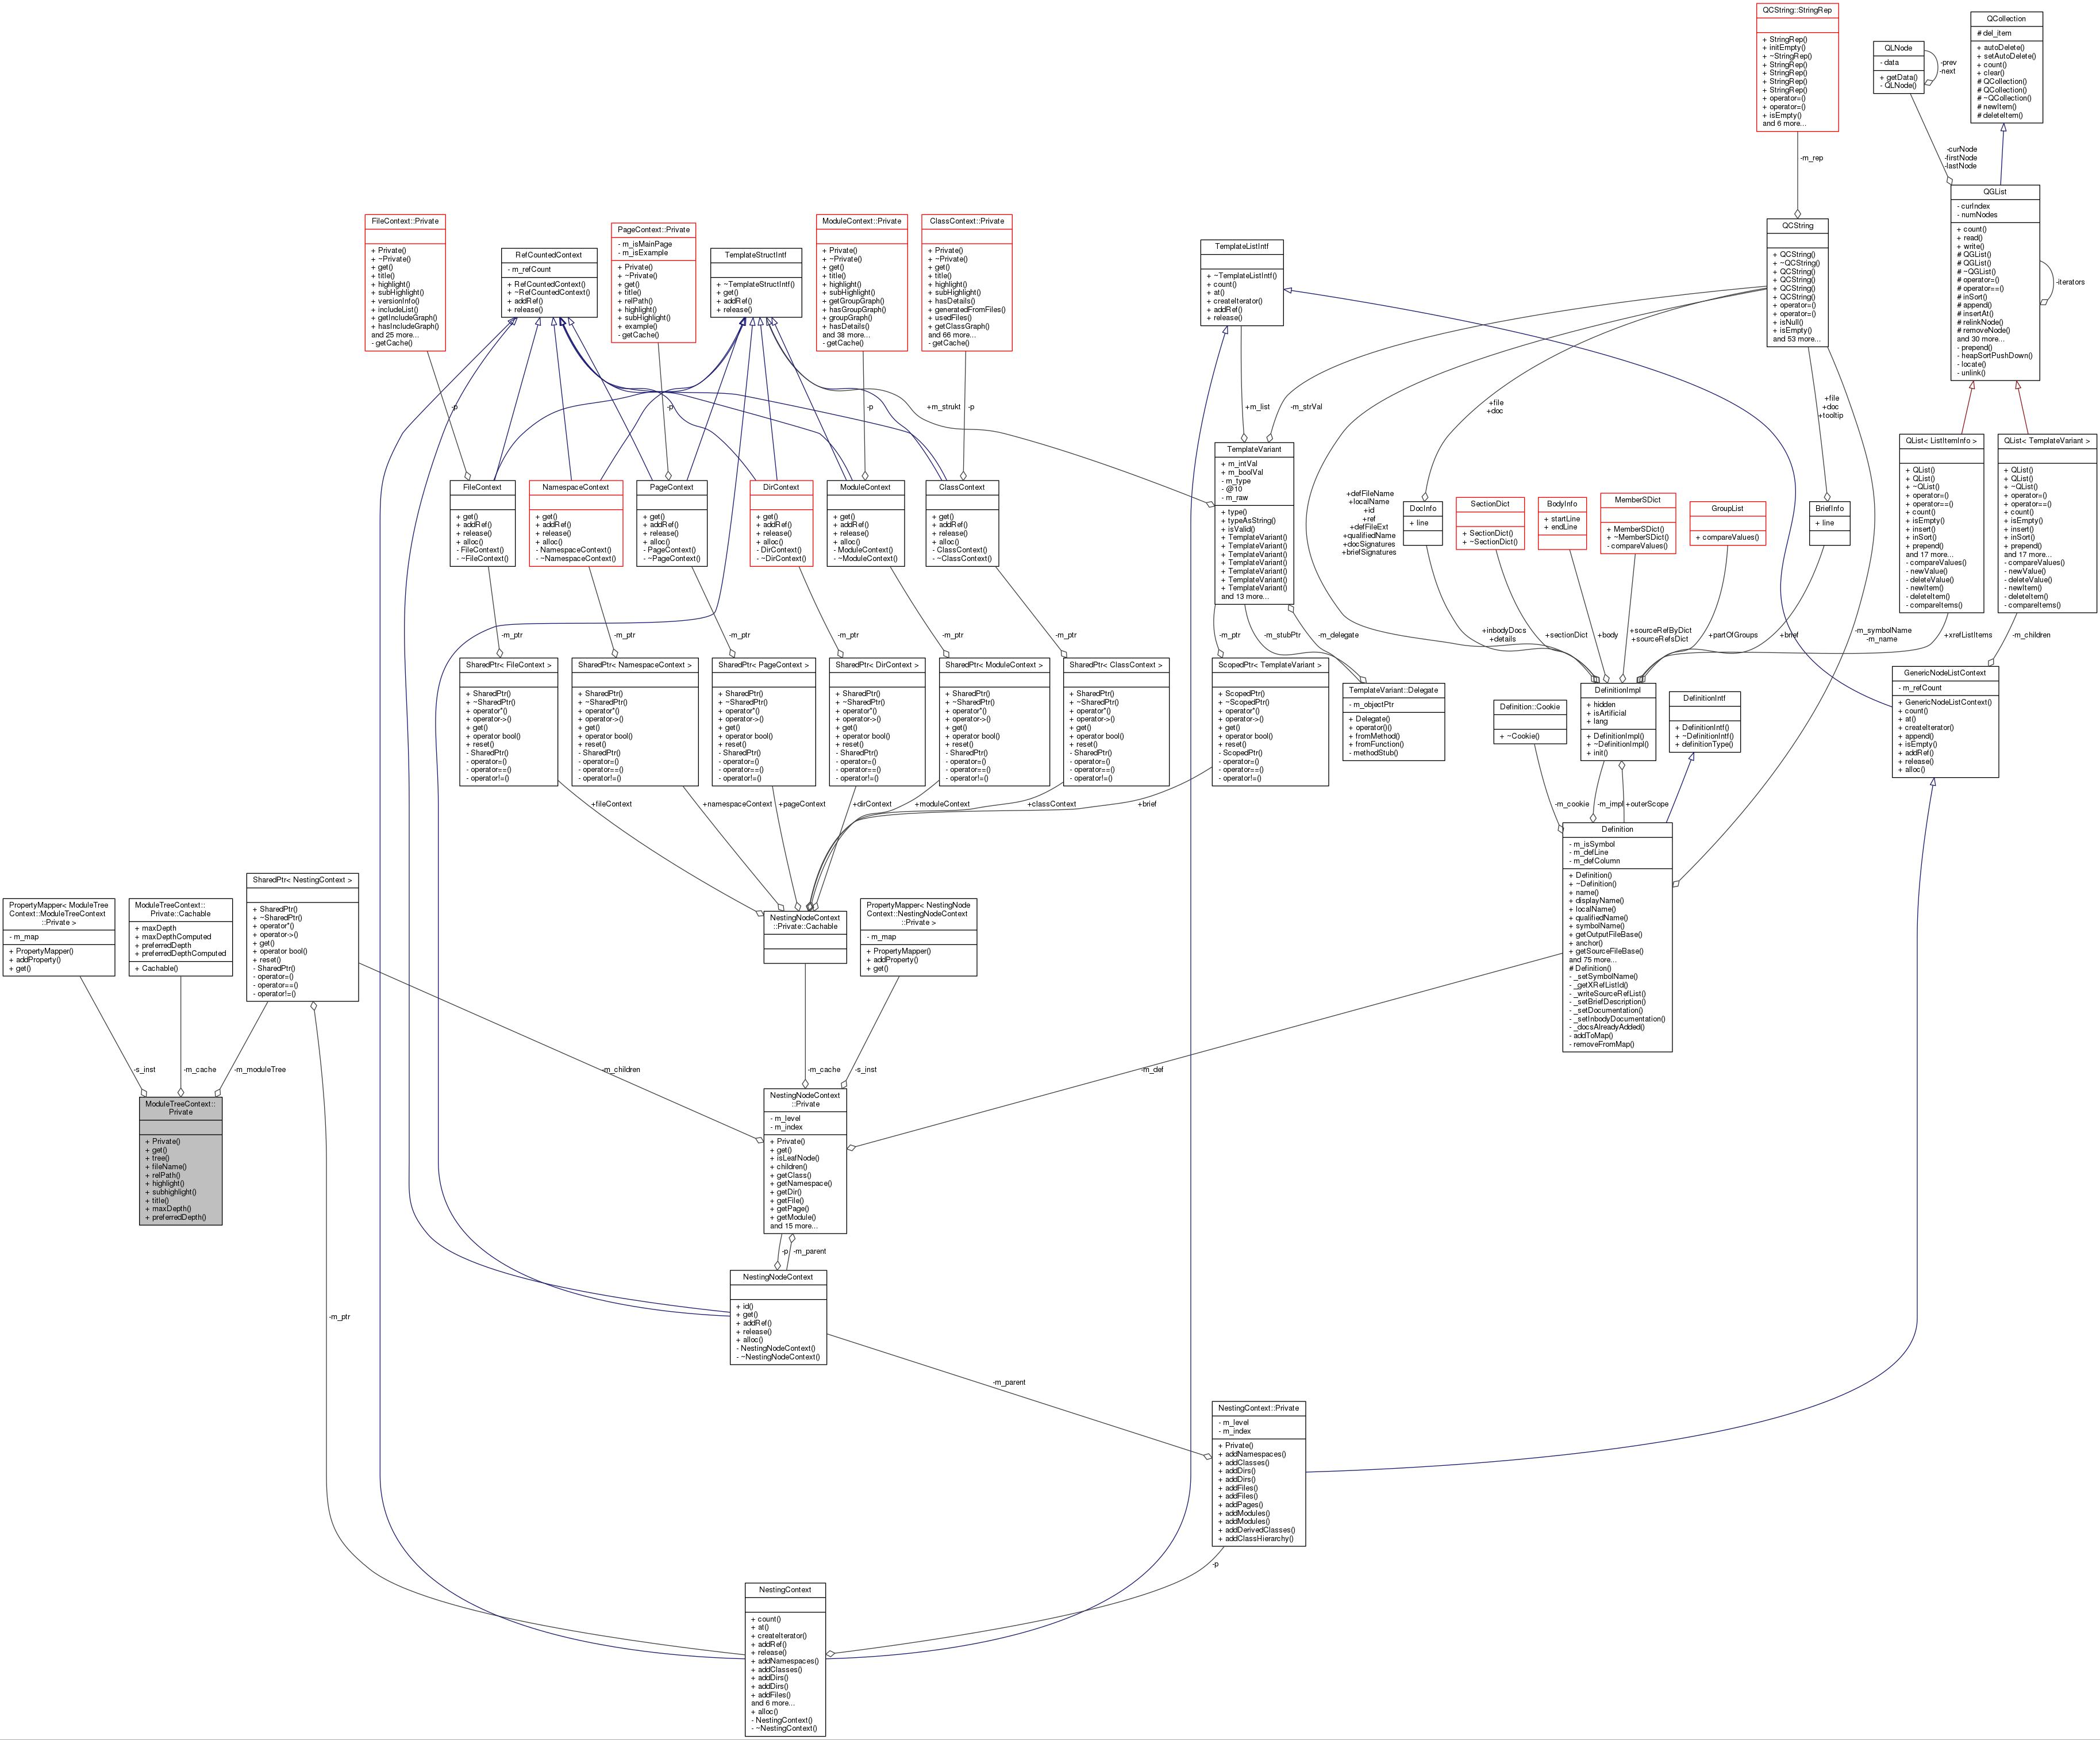 QCString::StringRep
+ StringRep()
+ initEmpty()
+ ~StringRep()
+ StringRep()
+ StringRep()
+ StringRep()
+ StringRep()
+ operator=()
+ operator=()
+ isEmpty()
and 6 more...
QCollection
# del_item
+ autoDelete()
+ setAutoDelete()
+ count()
+ clear()
# QCollection()
# QCollection()
# ~QCollection()
# newItem()
# deleteItem()
QLNode
- data
+ getData()
- QLNode()
-prev
-next
-m_rep
-curNode
-firstNode
-lastNode
QGList
- curIndex
- numNodes
+ count()
+ read()
+ write()
# QGList()
# QGList()
# ~QGList()
# operator=()
# operator==()
# inSort()
# append()
# insertAt()
# relinkNode()
# removeNode()
and 30 more...
- prepend()
- heapSortPushDown()
- locate()
- unlink()
-iterators
QCString
+ QCString()
+ ~QCString()
+ QCString()
+ QCString()
+ QCString()
+ QCString()
+ operator=()
+ isNull()
+ isEmpty()
and 53 more...
FileContext::Private
+ Private()
+ ~Private()
+ get()
+ title()
+ highlight()
+ subHighlight()
+ versionInfo()
+ includeList()
+ getIncludeGraph()
+ hasIncludeGraph()
and 25 more...
- getCache()
RefCountedContext
- m_refCount
+ RefCountedContext()
+ ~RefCountedContext()
+ addRef()
+ release()
PageContext::Private
- m_isMainPage
- m_isExample
+ Private()
+ ~Private()
+ get()
+ title()
+ relPath()
+ highlight()
+ subHighlight()
+ example()
- getCache()
TemplateStructIntf
+ ~TemplateStructIntf()
+ get()
+ addRef()
+ release()
ModuleContext::Private
+ Private()
+ ~Private()
+ get()
+ title()
+ highlight()
+ subHighlight()
+ getGroupGraph()
+ hasGroupGraph()
+ groupGraph()
+ hasDetails()
and 38 more...
- getCache()
ClassContext::Private
+ Private()
+ ~Private()
+ get()
+ title()
+ highlight()
+ subHighlight()
+ hasDetails()
+ generatedFromFiles()
+ usedFiles()
+ getClassGraph()
and 66 more...
- getCache()
TemplateListIntf
+ ~TemplateListIntf()
+ count()
+ at()
+ createIterator()
+ addRef()
+ release()
-p
-p
-p
-p
+m_strukt
+m_list
-m_strVal
+file
+doc
+file
+doc
+tooltip
FileContext
+ get()
+ addRef()
+ release()
+ alloc()
- FileContext()
- ~FileContext()
NamespaceContext
+ get()
+ addRef()
+ release()
+ alloc()
- NamespaceContext()
- ~NamespaceContext()
PageContext
+ get()
+ addRef()
+ release()
+ alloc()
- PageContext()
- ~PageContext()
DirContext
+ get()
+ addRef()
+ release()
+ alloc()
- DirContext()
- ~DirContext()
ModuleContext
+ get()
+ addRef()
+ release()
+ alloc()
- ModuleContext()
- ~ModuleContext()
ClassContext
+ get()
+ addRef()
+ release()
+ alloc()
- ClassContext()
- ~ClassContext()
TemplateVariant
+ m_intVal
+ m_boolVal
- m_type
- @10
- m_raw
+ type()
+ typeAsString()
+ isValid()
+ TemplateVariant()
+ TemplateVariant()
+ TemplateVariant()
+ TemplateVariant()
+ TemplateVariant()
+ TemplateVariant()
+ TemplateVariant()
and 13 more...
+defFileName
+localName
+id
+ref
+defFileExt
+qualifiedName
+docSignatures
+briefSignatures
DocInfo
+ line
SectionDict
+ SectionDict()
+ ~SectionDict()
BodyInfo
+ startLine
+ endLine
MemberSDict
+ MemberSDict()
+ ~MemberSDict()
- compareValues()
GroupList
+ compareValues()
BriefInfo
+ line
QList< ListItemInfo >
+ QList()
+ QList()
+ ~QList()
+ operator=()
+ operator==()
+ count()
+ isEmpty()
+ insert()
+ inSort()
+ prepend()
and 17 more...
- compareValues()
- newValue()
- deleteValue()
- newItem()
- deleteItem()
- compareItems()
QList< TemplateVariant >
+ QList()
+ QList()
+ ~QList()
+ operator=()
+ operator==()
+ count()
+ isEmpty()
+ insert()
+ inSort()
+ prepend()
and 17 more...
- compareValues()
- newValue()
- deleteValue()
- newItem()
- deleteItem()
- compareItems()
-m_ptr
-m_ptr
-m_ptr
-m_ptr
-m_ptr
-m_ptr
-m_ptr
-m_stubPtr
-m_delegate
+inbodyDocs
+details
+sectionDict
+body
+sourceRefByDict
+sourceRefsDict
+partOfGroups
+brief
-m_symbolName
-m_name
+xrefListItems
-m_children
SharedPtr< FileContext >
+ SharedPtr()
+ ~SharedPtr()
+ operator*()
+ operator->()
+ get()
+ operator bool()
+ reset()
- SharedPtr()
- operator=()
- operator==()
- operator!=()
SharedPtr< NamespaceContext >
+ SharedPtr()
+ ~SharedPtr()
+ operator*()
+ operator->()
+ get()
+ operator bool()
+ reset()
- SharedPtr()
- operator=()
- operator==()
- operator!=()
SharedPtr< PageContext >
+ SharedPtr()
+ ~SharedPtr()
+ operator*()
+ operator->()
+ get()
+ operator bool()
+ reset()
- SharedPtr()
- operator=()
- operator==()
- operator!=()
SharedPtr< DirContext >
+ SharedPtr()
+ ~SharedPtr()
+ operator*()
+ operator->()
+ get()
+ operator bool()
+ reset()
- SharedPtr()
- operator=()
- operator==()
- operator!=()
SharedPtr< ModuleContext >
+ SharedPtr()
+ ~SharedPtr()
+ operator*()
+ operator->()
+ get()
+ operator bool()
+ reset()
- SharedPtr()
- operator=()
- operator==()
- operator!=()
SharedPtr< ClassContext >
+ SharedPtr()
+ ~SharedPtr()
+ operator*()
+ operator->()
+ get()
+ operator bool()
+ reset()
- SharedPtr()
- operator=()
- operator==()
- operator!=()
ScopedPtr< TemplateVariant >
+ ScopedPtr()
+ ~ScopedPtr()
+ operator*()
+ operator->()
+ get()
+ operator bool()
+ reset()
- ScopedPtr()
- operator=()
- operator==()
- operator!=()
TemplateVariant::Delegate
- m_objectPtr
+ Delegate()
+ operator()()
+ fromMethod()
+ fromFunction()
- methodStub()
Definition::Cookie
+ ~Cookie()
DefinitionImpl
+ hidden
+ isArtificial
+ lang
+ DefinitionImpl()
+ ~DefinitionImpl()
+ init()
DefinitionIntf
+ DefinitionIntf()
+ ~DefinitionIntf()
+ definitionType()
GenericNodeListContext
- m_refCount
+ GenericNodeListContext()
+ count()
+ at()
+ createIterator()
+ append()
+ isEmpty()
+ addRef()
+ release()
+ alloc()
+fileContext
+namespaceContext
+pageContext
+dirContext
+moduleContext
+classContext
+brief
-m_cookie
-m_impl
+outerScope
Definition
- m_isSymbol
- m_defLine
- m_defColumn
+ Definition()
+ ~Definition()
+ name()
+ displayName()
+ localName()
+ qualifiedName()
+ symbolName()
+ getOutputFileBase()
+ anchor()
+ getSourceFileBase()
and 75 more...
# Definition()
- _setSymbolName()
- _getXRefListId()
- _writeSourceRefList()
- _setBriefDescription()
- _setDocumentation()
- _setInbodyDocumentation()
- _docsAlreadyAdded()
- addToMap()
- removeFromMap()
PropertyMapper< ModuleTree
Context::ModuleTreeContext
::Private >
- m_map
+ PropertyMapper()
+ addProperty()
+ get()
ModuleTreeContext::
Private::Cachable
+ maxDepth
+ maxDepthComputed
+ preferredDepth
+ preferredDepthComputed
+ Cachable()
SharedPtr< NestingContext >
+ SharedPtr()
+ ~SharedPtr()
+ operator*()
+ operator->()
+ get()
+ operator bool()
+ reset()
- SharedPtr()
- operator=()
- operator==()
- operator!=()
NestingNodeContext
::Private::Cachable
PropertyMapper< NestingNode
Context::NestingNodeContext
::Private >
- m_map
+ PropertyMapper()
+ addProperty()
+ get()
-s_inst
-m_cache
-m_moduleTree
-m_children
-m_cache
-s_inst
-m_def
ModuleTreeContext::
Private
+ Private()
+ get()
+ tree()
+ fileName()
+ relPath()
+ highlight()
+ subhighlight()
+ title()
+ maxDepth()
+ preferredDepth()
NestingNodeContext
::Private
- m_level
- m_index
+ Private()
+ get()
+ isLeafNode()
+ children()
+ getClass()
+ getNamespace()
+ getDir()
+ getFile()
+ getPage()
+ getModule()
and 15 more...
-p
-m_parent
NestingNodeContext
+ id()
+ get()
+ addRef()
+ release()
+ alloc()
- NestingNodeContext()
- ~NestingNodeContext()
-m_ptr
-m_parent
NestingContext::Private
- m_level
- m_index
+ Private()
+ addNamespaces()
+ addClasses()
+ addDirs()
+ addDirs()
+ addFiles()
+ addFiles()
+ addPages()
+ addModules()
+ addModules()
+ addDerivedClasses()
+ addClassHierarchy()
-p
NestingContext
+ count()
+ at()
+ createIterator()
+ addRef()
+ release()
+ addNamespaces()
+ addClasses()
+ addDirs()
+ addDirs()
+ addFiles()
and 6 more...
+ alloc()
- NestingContext()
- ~NestingContext()